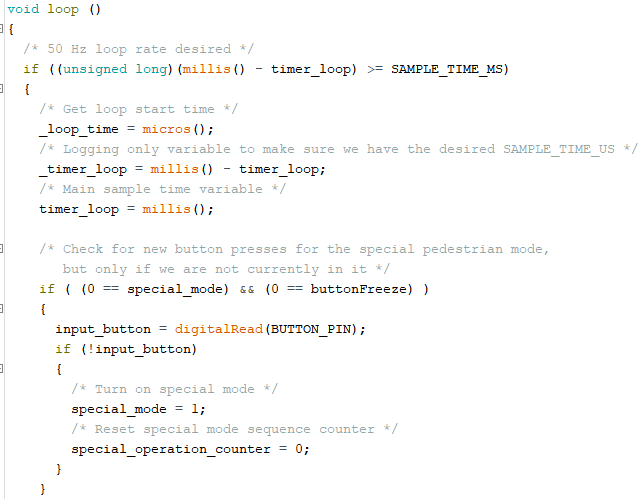 void loop ()
{
/* 50 Hz loop rate desired */
if ((unsigned long)(millis() - timer_loop) >= SAMPLE_TIME_MS)
{
/* Get loop start time */
_loop_time = micros();
/* Logging only variable to make sure we have the desired SAMPLE_TIME_US */
_timer_loop = millis() - timer_loop;
/* Main sample time variable */
timer_loop = millis();
/* Check for new button presses for the special pedestrian mode,
but only if we are not currently in it */
if ( (0 == special_mode) && (0 == buttonFreeze) )
{
input_button = digitalRead(BUTTON_PIN);
if (!input_button)
{
/* Turn on special mode */
special_mode = 1;
/* Reset special mode sequence counter */
special_operation_counter = 0;
}
}